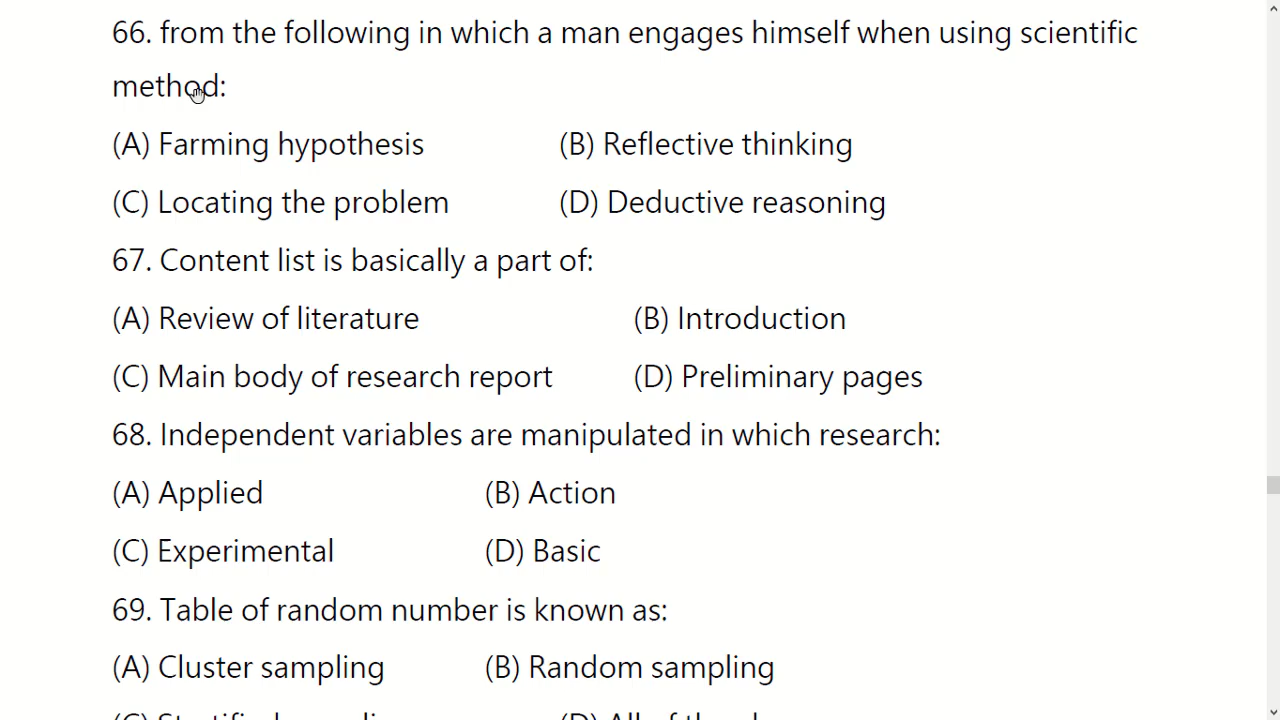 66. from the following in which a man engages himself when using scientific
method:
(A) Farming hypothesis (B) Reflective thinking
(C) Locating the problem (D) Deductive reasoning
67. Content list is basically a part of:
(A) Review of literature (B) Introduction
(C) Main body of research report (D) Preliminary pages
68. Independent variables are manipulated in which research:
(A) Applied (B) Action
(C) Experimental (D) Basic
69. Table of random number is known as:
(A) Cluster sampling (B) Random sampling